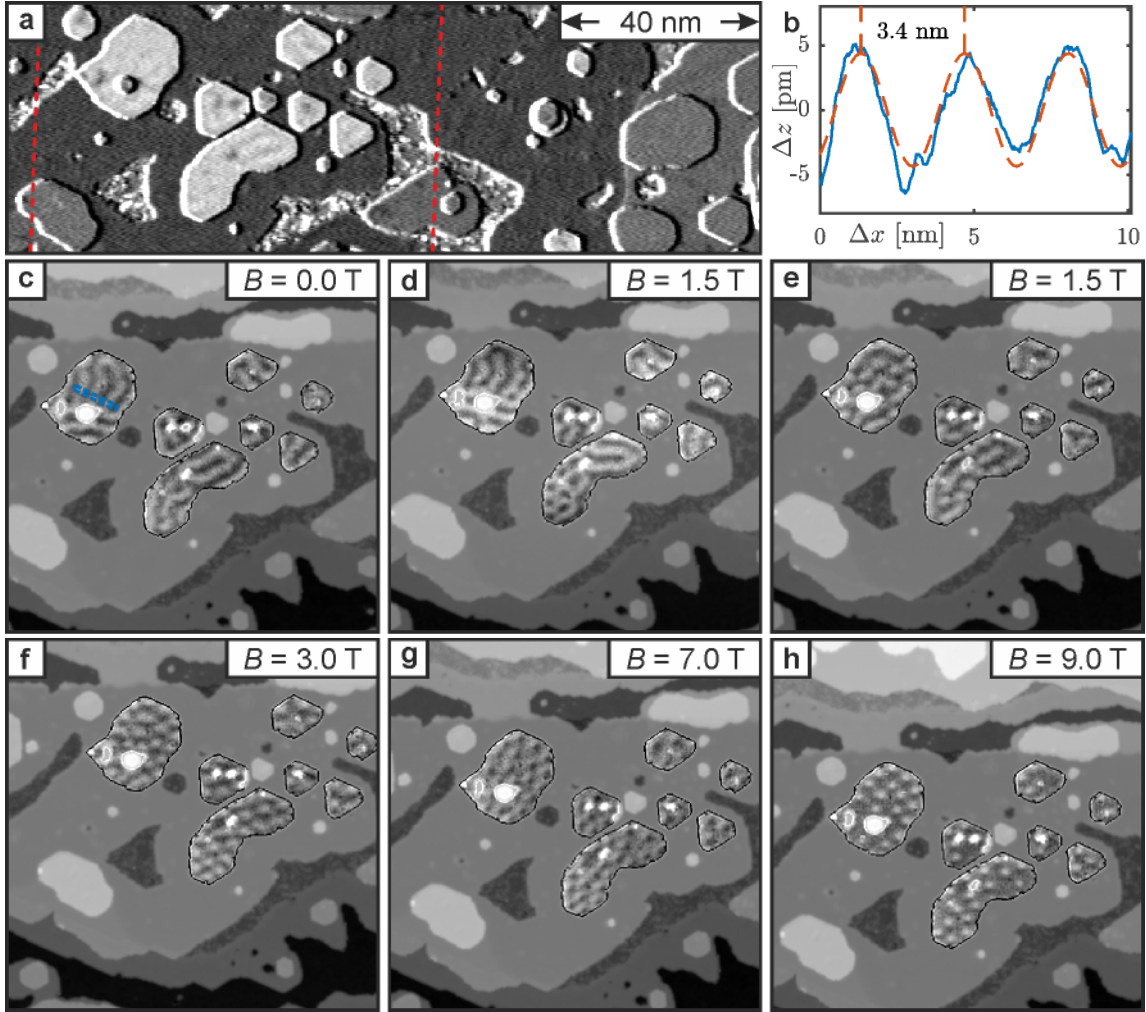 a
40 nm
b
3.4 nm
5
0
-5
Δz [pm]
0
Δx [nm]
5
10
c
B = 0.0 T
d
B = 1.5 T
e
B = 1.5 T
f
B = 3.0 T
g
B = 7.0 T
h
B = 9.0 T